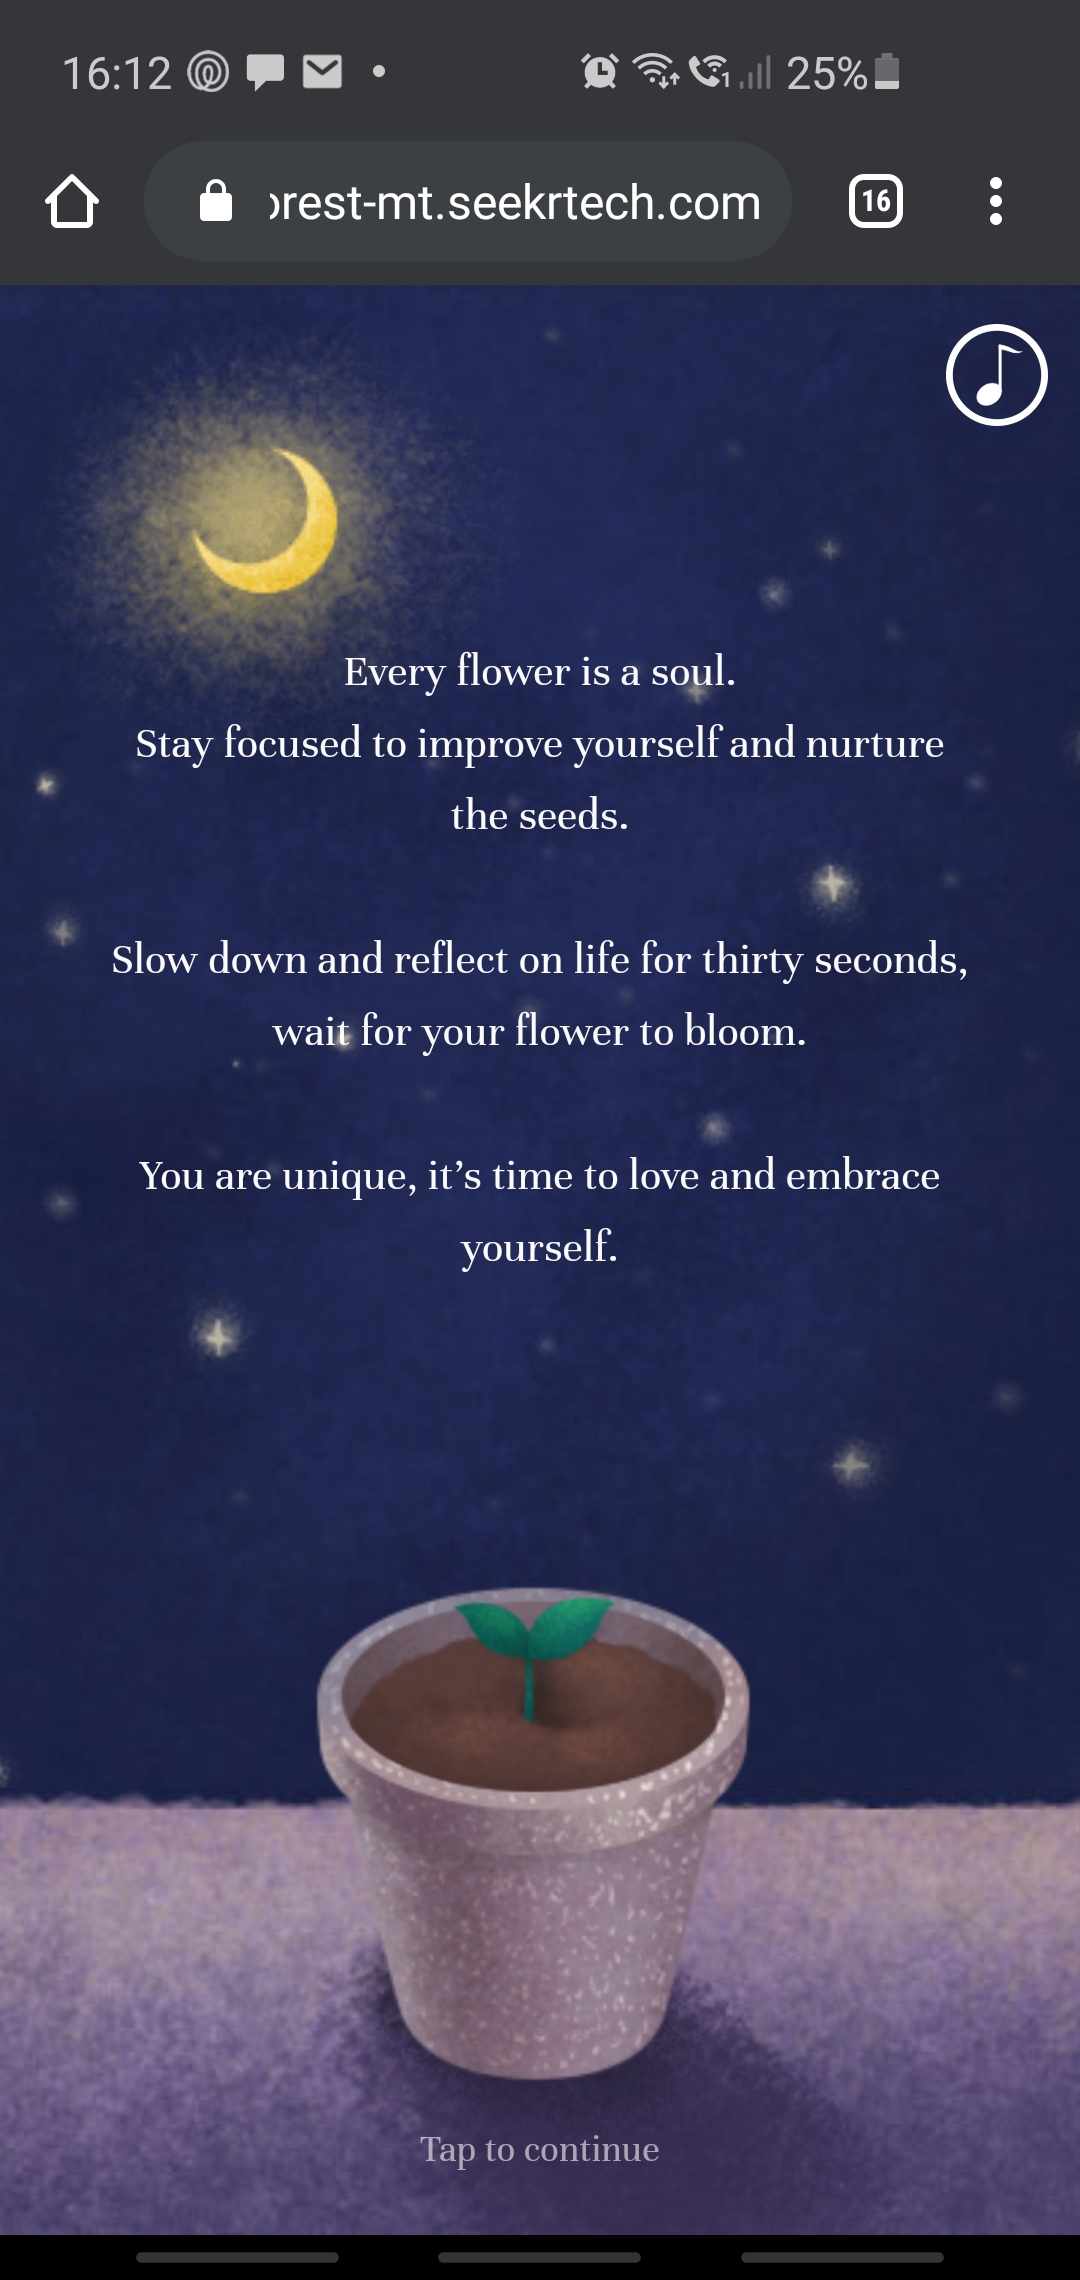 16:12
1
25%
orest-mt.seekrtech.com
16
Every flower is a soul.
Stay focused to improve yourself and nurture
the seeds.
Slow down and reflect on life for thirty seconds,
wait for your flower to bloom.
You are unique, it’s time to love and embrace
yourself.
Tap to continue